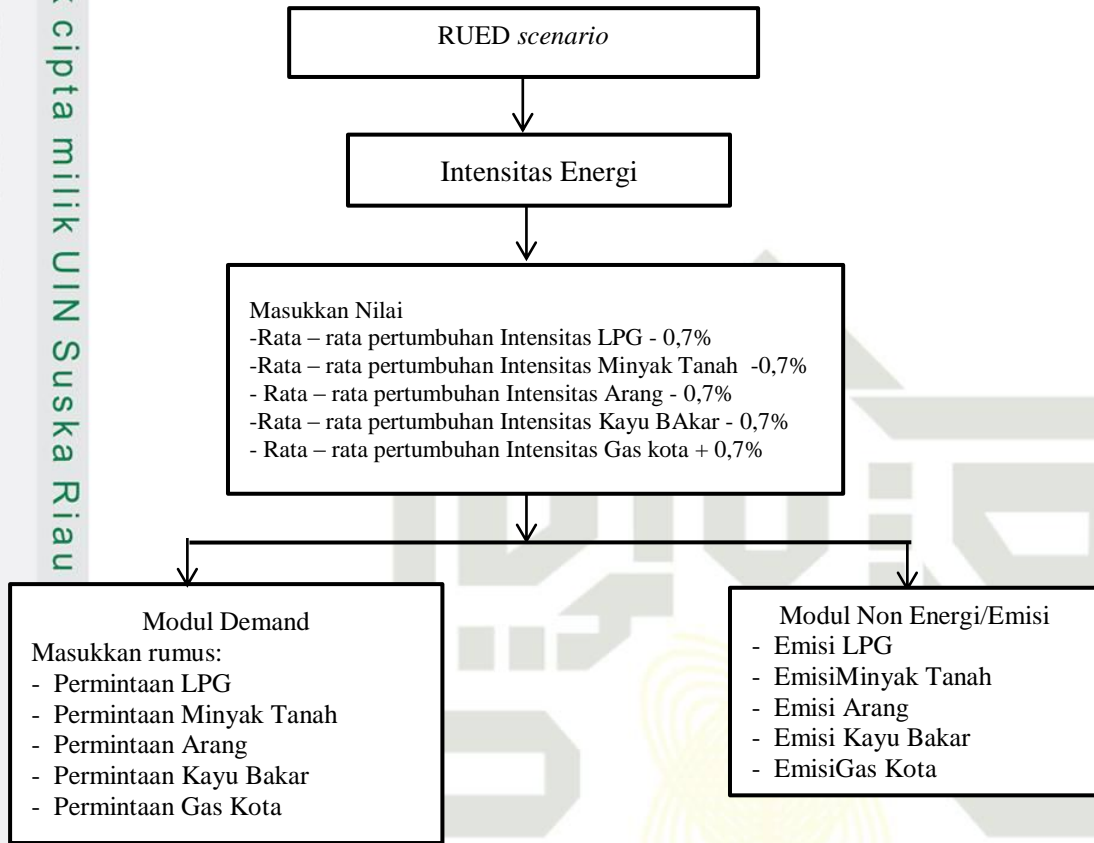 k cipta milik UIN Suska Riau
RUED scenario
Intensitas Energi
Masukkan Nilai
-Rata – rata pertumbuhan Intensitas LPG - 0,7%
-Rata – rata pertumbuhan Intensitas Minyak Tanah -0,7%
- Rata – rata pertumbuhan Intensitas Arang - 0,7%
-Rata – rata pertumbuhan Intensitas Kayu BAkar - 0,7%
- Rata – rata pertumbuhan Intensitas Gas kota + 0,7%
Modul Demand
Masukkan rumus:
- Permintaan LPG
- Permintaan Minyak Tanah
- Permintaan Arang
- Permintaan Kayu Bakar
- Permintaan Gas Kota
Modul Non Energi/Emisi
- Emisi LPG
- EmisiMinyak Tanah
- Emisi Arang
- Emisi Kayu Bakar
- EmisiGas Kota